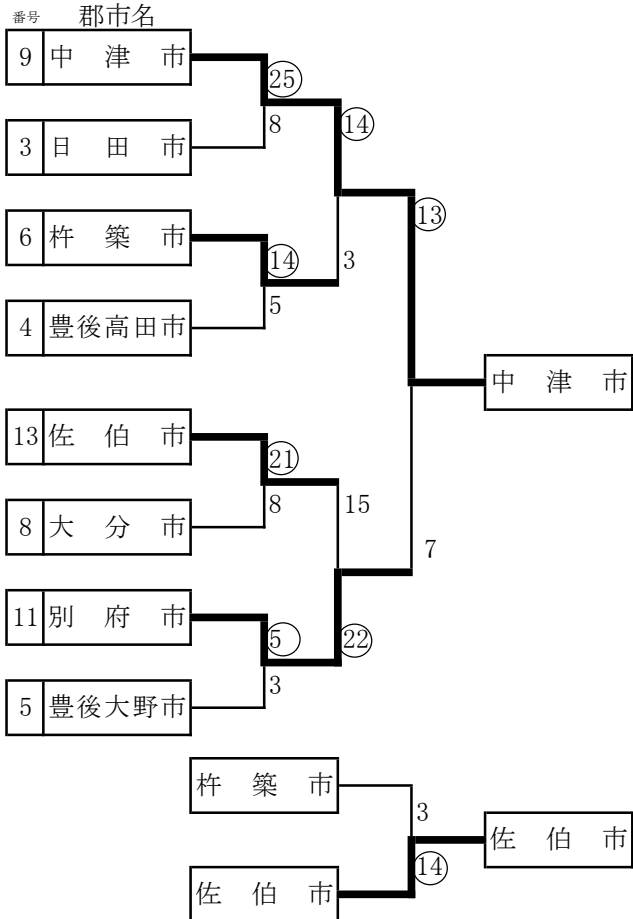 番号 郡市名
9 中津市
㉕
8
⑭
3 日田市
⑬
6 杵築市
⑭
3
5
4 豊後高田市
中津市
13 佐伯市
㉑
8
15
8 大分市
7
11 別府市
⑤
㉒
3
5 豊後大野市
杵築市
3
佐伯市
⑭
佐伯市